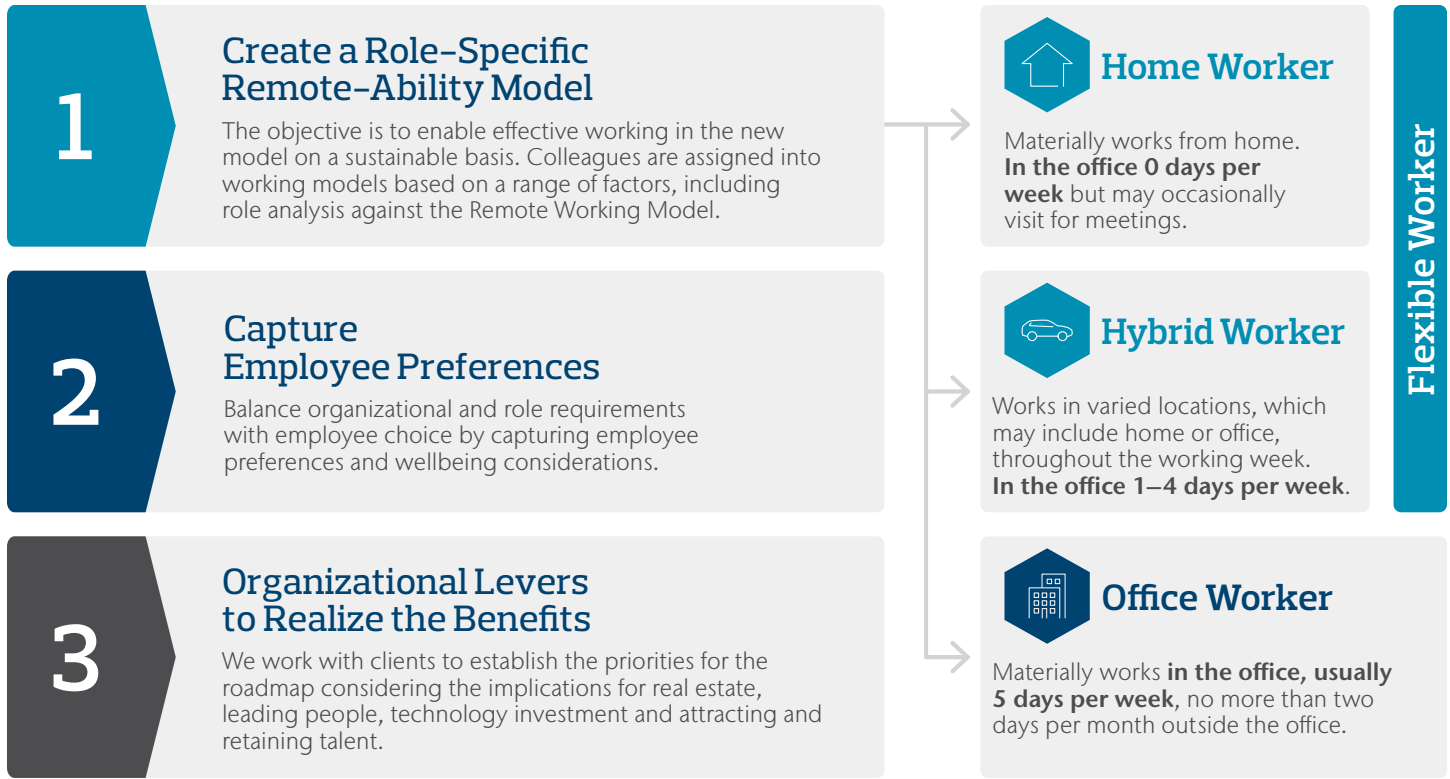 1
Create a Role-Specific
Remote-Ability Model
The objective is to enable effective working in the new
model on a sustainable basis. Colleagues are assigned into
working models based on a range of factors, including
role analysis against the Remote Working Model.
2
Capture
Employee Preferences
Balance organizational and role requirements
with employee choice by capturing employee
preferences and wellbeing considerations.
3
Organizational Levers
to Realize the Benefits
We work with clients to establish the priorities for the
roadmap considering the implications for real estate,
leading people, technology investment and attracting and
retaining talent.
Home Worker
Materially works from home.
In the office 0 days per
week but may occasionally
visit for meetings.
Hybrid Worker
Works in varied locations, which
may include home or office,
throughout the working week.
In the office 1–4 days per week.
Office Worker
Materially works in the office, usually
5 days per week, no more than two
days per month outside the office.
Flexible Worker